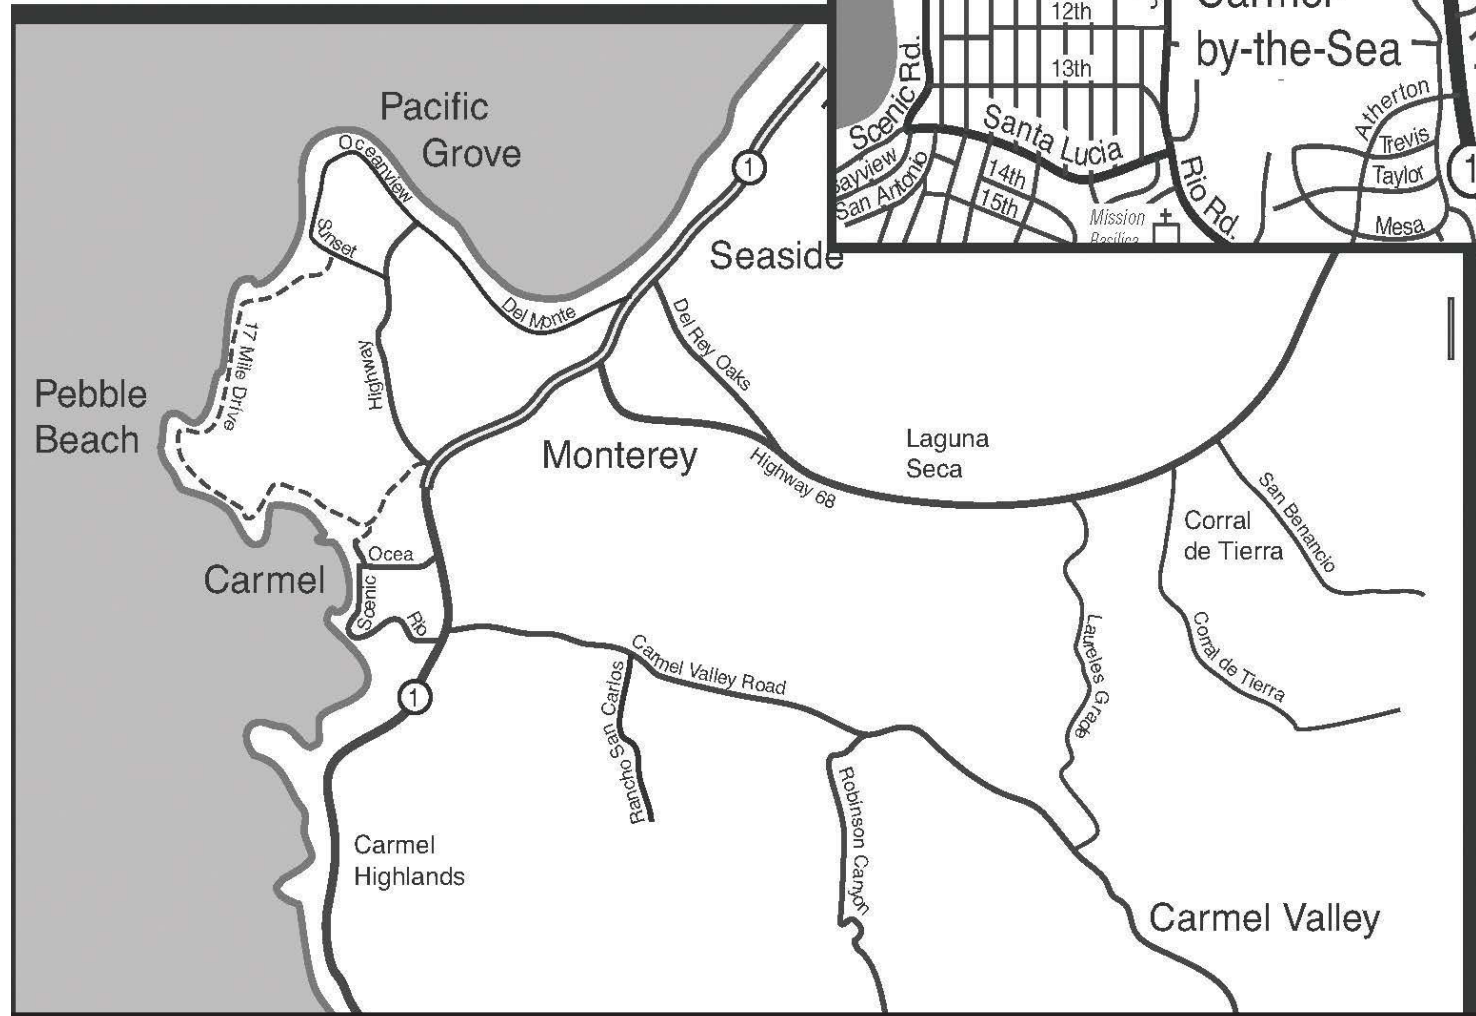 12th
Carmel
by-the-Sea
13th
Scenic Rd.
Santa Lucia
Atherton
Trevis
Taylor
Mesa
1
14th
15th
San Antonio
Rio Rd.
Mission
Basilica
Pacific
Grove
Oceanview
Sunset
1
Seaside
Del Monte
Del Rey Oaks
17 Mile Drive
Highway
Pebble
Beach
Monterey
Highway 68
Laguna
Seca
San Benancio
Corral
de Tierra
Ocea
Carmel
Scenic
Rio
Carmel Valley Road
Laureles Grade
Corral de Tierra
Rancho San Carlos
1
Robinson Canyon
Carmel
Highlands
Carmel Valley